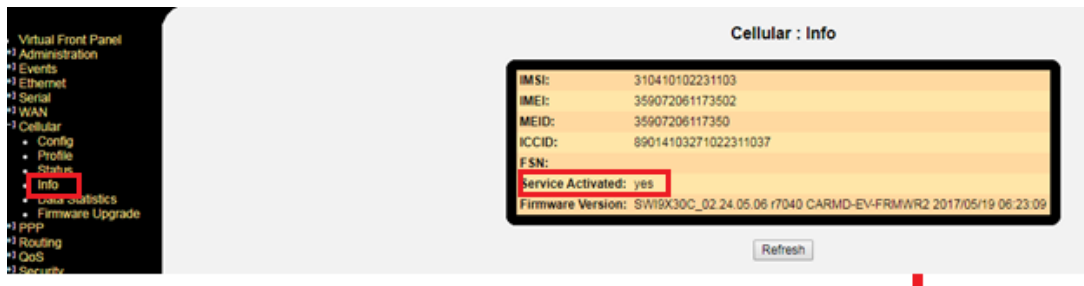 Virtual Front Panel
Administration
Events
Ethernet
Serial
WAN
Cellular
Config
Profile
Status
Info
Data Statistics
Firmware Upgrade
PPP
Routing
QoS
Security
Cellular : Info
IMSI: 310410102231103
IMEI: 359072061173502
MEID: 35907206117350
ICCID: 89014103271022311037
FSN:
Service Activated: yes
Firmware Version: SWI9X30C_02.24.05.06 r7040 CARMD-EV-FRMWR2 2017/05/19 06:23:09
Refresh